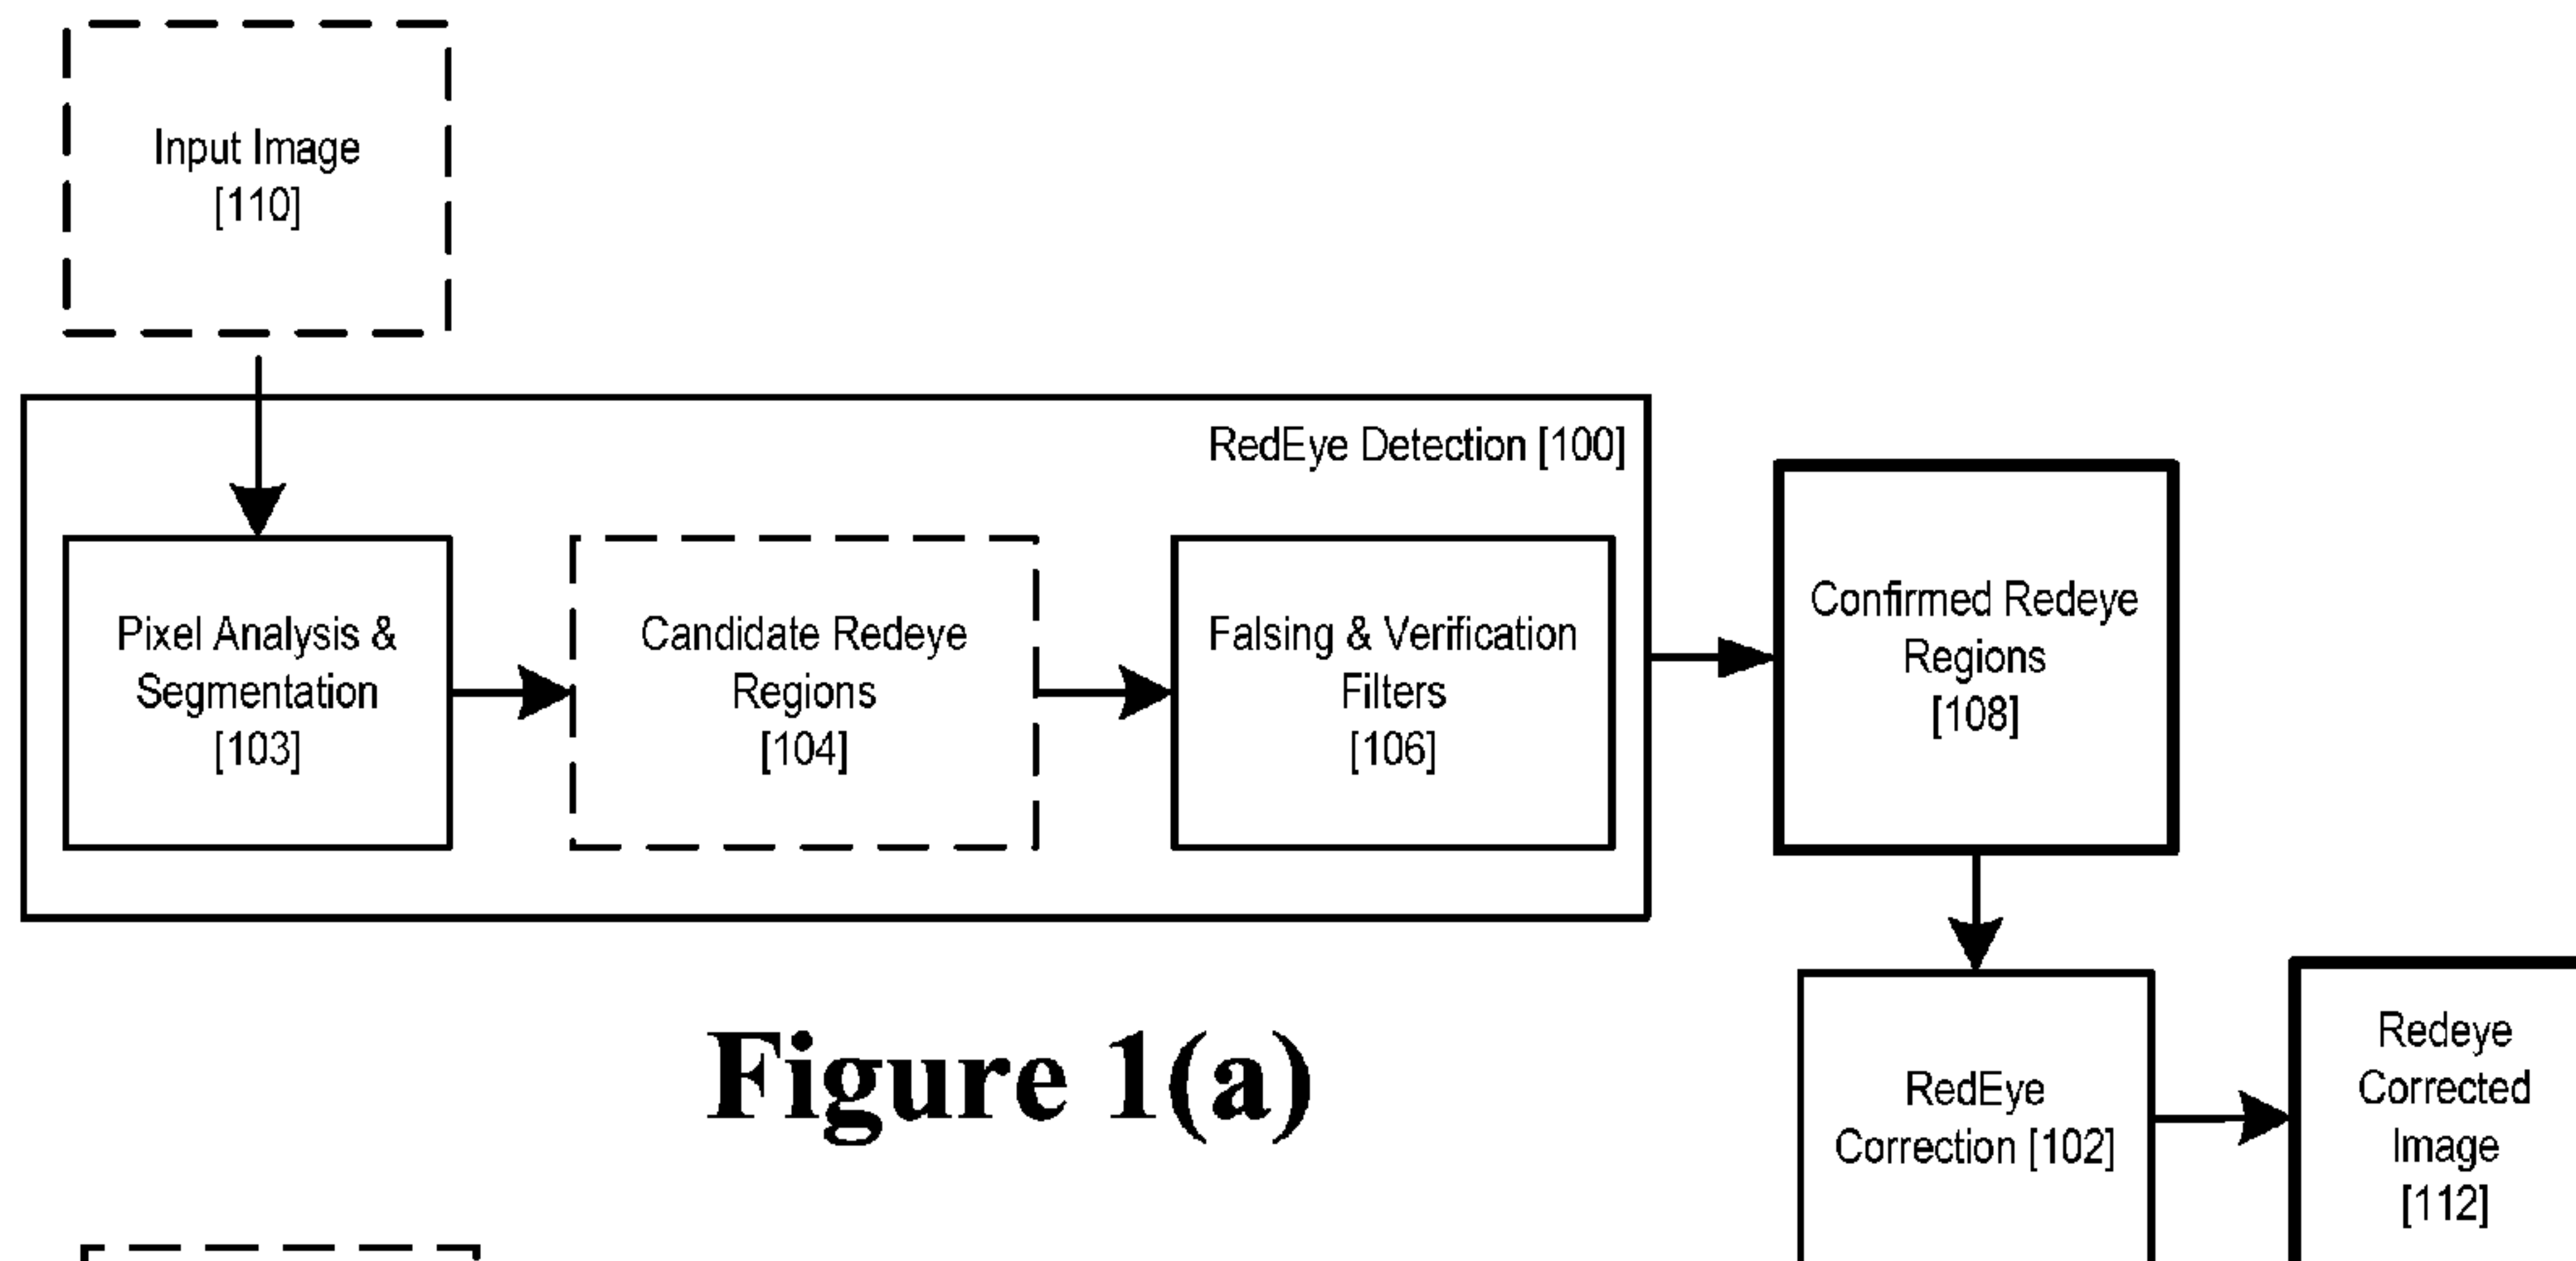 Input Image
[110]
RedEye Detection [100]
Pixel Analysis &
Segmentation
[103]
Candidate Redeye
Regions
[104]
Falsing & Verification
Filters
[106]
Confirmed Redeye
Regions
[108]
RedEye
Correction [102]
Redeye
Corrected
Image
[112]
Figure 1(a)